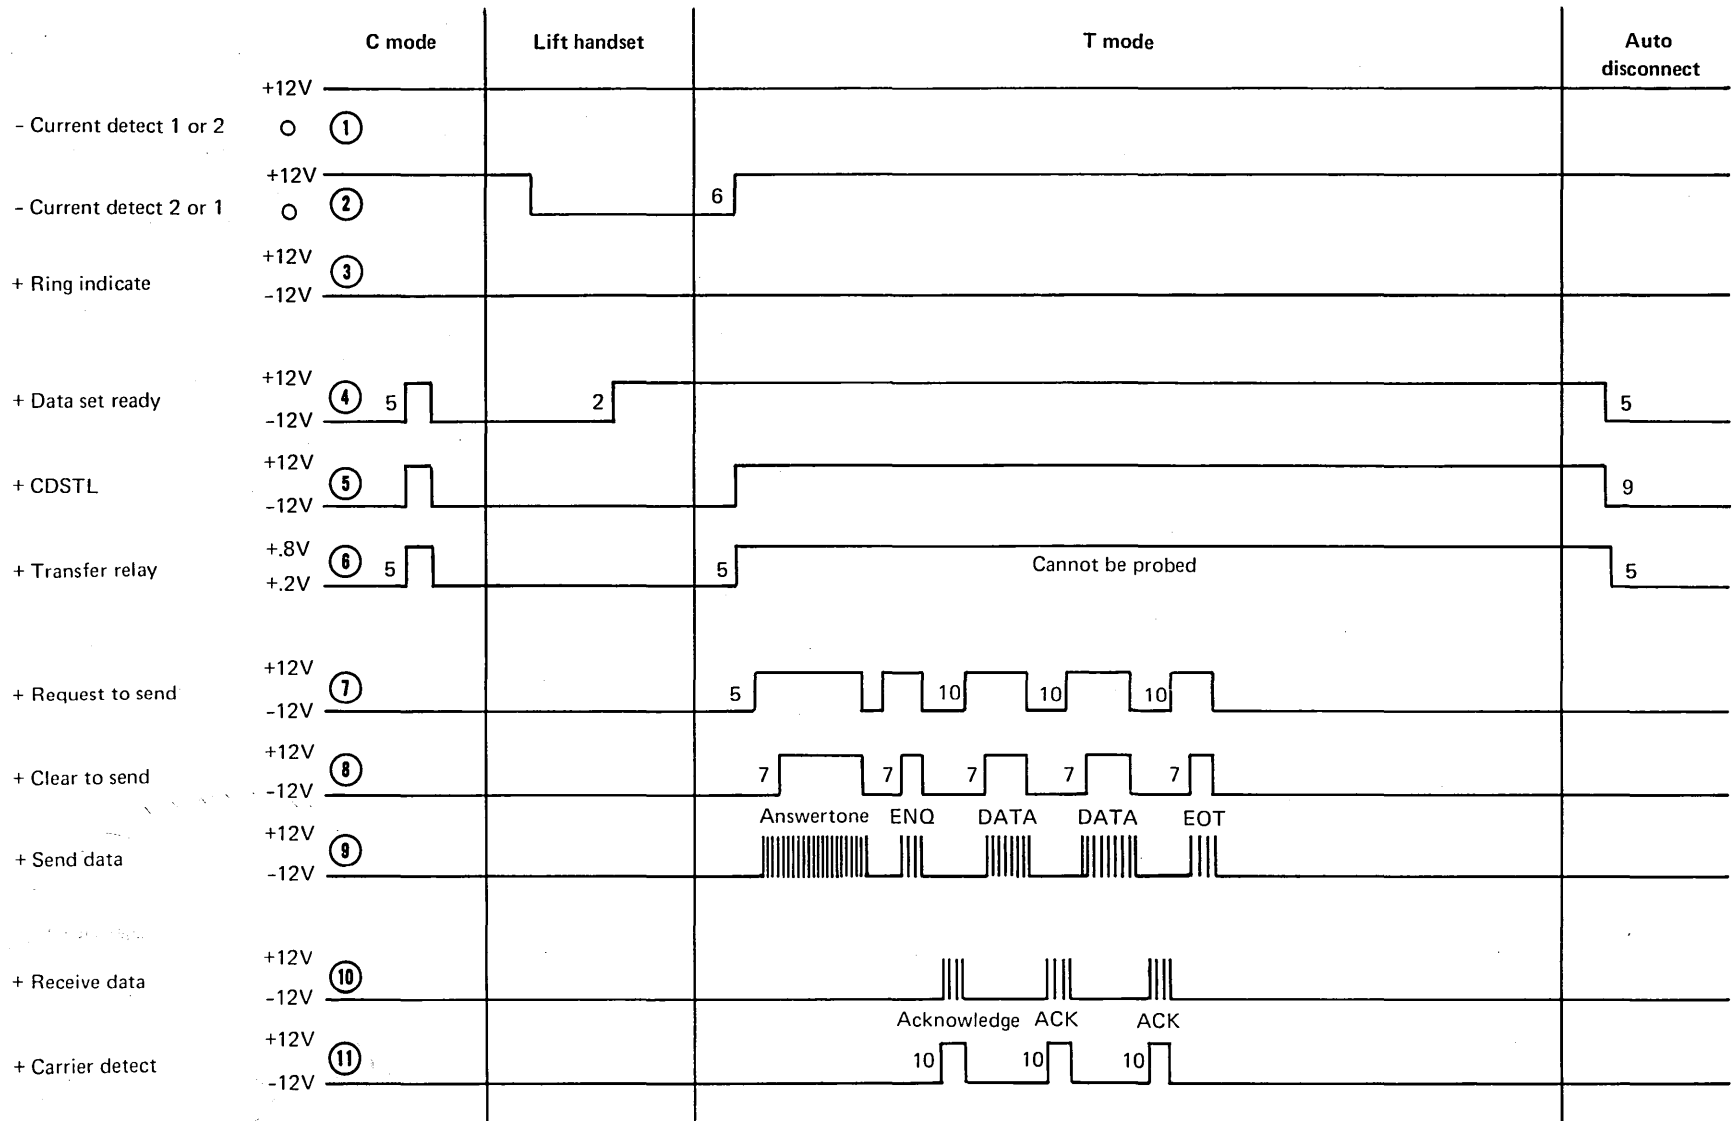 C mode
Lift handset
T mode
Auto
disconnect
+12V
- Current detect 1 or 2
O
1
+12V
- Current detect 2 or 1
O
2
6
+12V
+ Ring indicate
3
-12V
+12V
+ Data set ready
4
5
2
5
-12V
+12V
+ CDSTL
5
9
-12V
+.8V
+ Transfer relay
6
5
5
Cannot be probed
5
+.2V
+12V
+ Request to send
7
5
10
10
10
-12V
+12V
+ Clear to send
8
7
7
7
7
7
-12V
Answertone ENQ DATA DATA EOT
+12V
+ Send data
9
-12V
+12V
+ Receive data
10
-12V
Acknowledge ACK ACK
+12V
+ Carrier detect
11
10
10
10
-12V